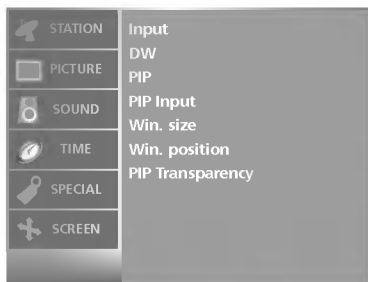 STATION
PICTURE
SOUND
TIME
SPECIAL
SCREEN
Input
DW
PIP
PIP Input
Win. size
Win. position
PIP Transparency